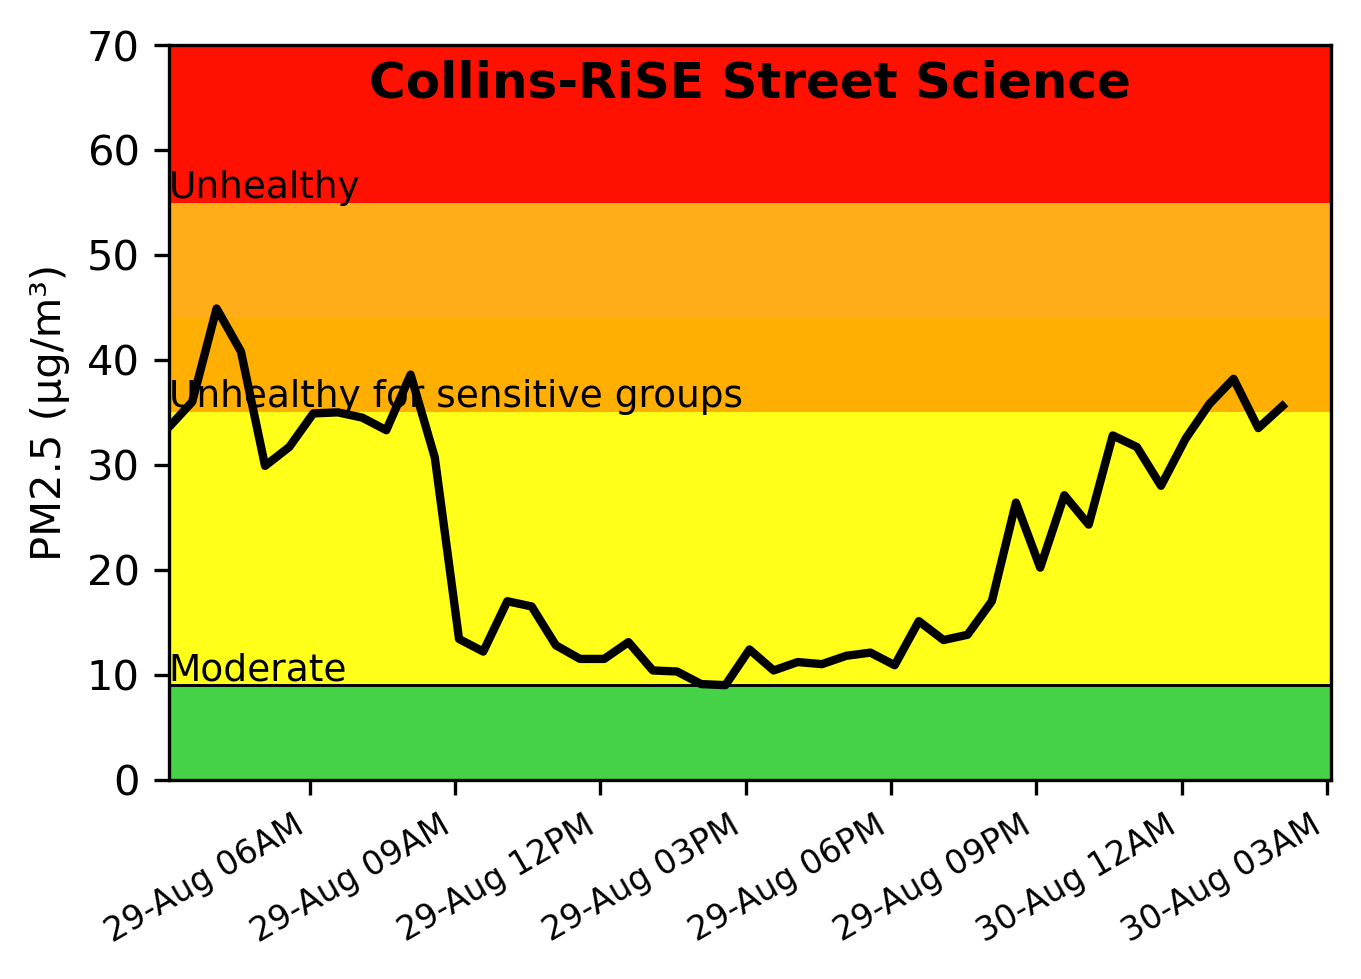 Collins-RiSE Street Science
PM2.5 (µg/m³)
70
60
50
40
30
20
10
0
Unhealthy
Unhealthy for sensitive groups
Moderate
29-Aug 06AM
29-Aug 09AM
29-Aug 12PM
29-Aug 03PM
29-Aug 06PM
29-Aug 09PM
30-Aug 12AM
30-Aug 03AM